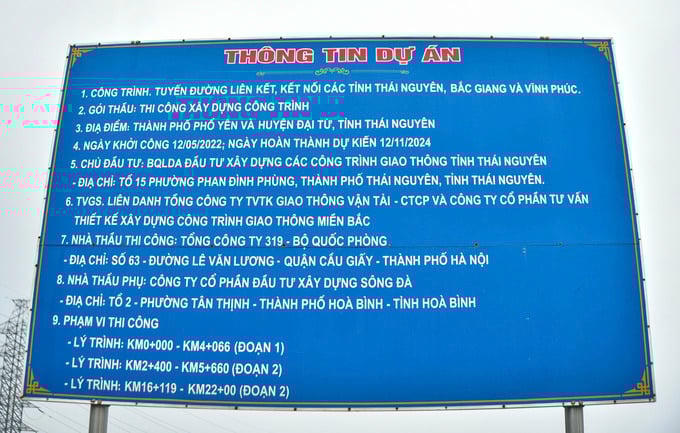 THÔNG TIN DỰ ÁN
1. CÔNG TRÌNH. TUYẾN ĐƯỜNG LIÊN KẾT, KẾT NỐI CÁC TỈNH THÁI NGUYÊN, BẮC GIANG VÀ VĨNH PHÚC.
2. GÓI THẦU: THI CÔNG XÂY DỰNG CÔNG TRÌNH
3. ĐỊA ĐIỂM: THÀNH PHỐ PHỔ YÊN VÀ HUYỆN ĐẠI TỪ, TỈNH THÁI NGUYÊN
4. NGÀY KHỞI CÔNG 12/05/2022; NGÀY HOÀN THÀNH DỰ KIẾN 12/11/2024
5. CHỦ ĐẦU TƯ: BQLDA ĐẦU TƯ XÂY DỰNG CÁC CÔNG TRÌNH GIAO THÔNG TỈNH THÁI NGUYÊN
- ĐỊA CHỈ: TỔ 15 PHƯỜNG PHAN ĐÌNH PHÙNG, THÀNH PHỐ THÁI NGUYÊN, TỈNH THÁI NGUYÊN.
6. TVGS. LIÊN DANH TỔNG CÔNG TY TVTK GIAO THÔNG VẬN TẢI - CTCP VÀ CÔNG TY CỔ PHẦN TƯ VẤN
THIẾT KẾ XÂY DỰNG CÔNG TRÌNH GIAO THÔNG MIỀN BẮC
7. NHÀ THẦU THI CÔNG: TỔNG CÔNG TY 319 - BỘ QUỐC PHÒNG
- ĐỊA CHỈ: SỐ 63 - ĐƯỜNG LÊ VĂN LƯƠNG - QUẬN CẦU GIẤY - THÀNH PHỐ HÀ NỘI
8. NHÀ THẦU PHỤ: CÔNG TY CỔ PHẦN ĐẦU TƯ XÂY DỰNG SÔNG ĐÀ
- ĐỊA CHỈ: TỔ 2 - PHƯỜNG TÂN THỊNH - THÀNH PHỐ HOÀ BÌNH - TỈNH HOÀ BÌNH
9. PHẠM VI THI CÔNG
- LÝ TRÌNH: KM0+000 - KM4+066 (ĐOẠN 1)
- LÝ TRÌNH: KM2+400 - KM5+660 (ĐOẠN 2)
- LÝ TRÌNH: KM16+119 - KM22+00 (ĐOẠN 2)